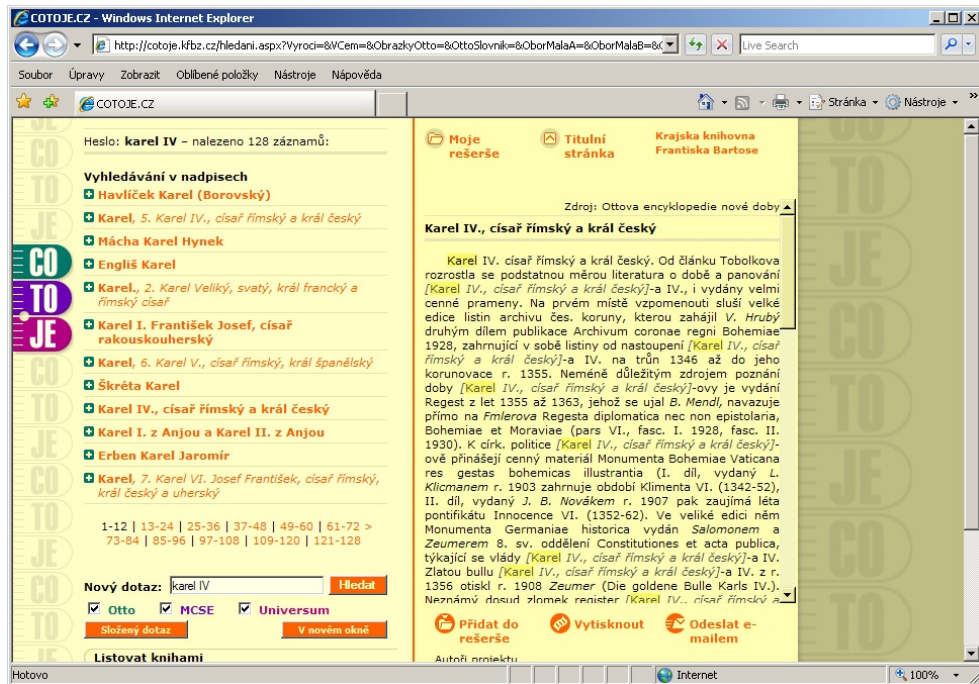 COTOJE.CZ - Windows Internet Explorer
http://cotoje.kfbz.cz/hledani.aspx?Vyroci=&VCem=&ObrazkyOtto=&OttoSlovnik=&OborMalaA=&OborMalaB=&
Live Search
Soubor Úpravy Zobrazit Oblíbené položky Nástroje Nápověda
COTOJE.CZ
Stránka Nástroje
CO
TO
JE
Heslo: karel IV – nalezeno 128 záznamů:
Vyhledávání v nadpisech
Havlíček Karel (Borovský)
Karel, 5. Karel IV., císař římský a král český
Mácha Karel Hynek
Engliš Karel
Karel., 2. Karel Veliký, svatý, král francký a
římský císař
Karel I. František Josef, císař
rakouskouherský
Karel, 6. Karel V., císař římský, král španělský
Škréta Karel
Karel IV., císař římský a král český
Karel I. z Anjou a Karel II. z Anjou
Erben Karel Jaromír
Karel, 7. Karel VI. Josef František, císař římský,
král český a uherský
1-12 | 13-24 | 25-36 | 37-48 | 49-60 | 61-72 >
73-84 | 85-96 | 97-108 | 109-120 | 121-128
Nový dotaz: karel IV Hledat
Otto MCSE Universum
Složený dotaz V novém okně
Listovat knihami
Moje
rešerše
Titulní
stránka
Krajska knihovna
Frantiska Bartose
Zdroj: Ottova encyklopedie nové doby
Karel IV., císař římský a král český
Karel IV. císař římský a král český. Od článku Tobolkova
rozrostla se podstatnou měrou literatura o době a panování
[Karel IV., císař římský a král český]-a IV., i vydány velmi
cenné prameny. Na prvém místě vzpomenouti sluší velké
edice listin archivu čes. koruny, kterou zahájil V. Hrubý
druhým dílem publikace Archivum coronae regni Bohemiae
1928, zahrnující v sobě listiny od nastoupení [Karel IV., císař
římský a král český]-a IV. na trůn 1346 až do jeho
korunovace r. 1355. Neméně důležitým zdrojem poznání
doby [Karel IV., císař římský a král český]-ovy je vydání
Regest z let 1355 až 1363, jehož se ujal B. Mendl, navazuje
přímo na Fmlerova Regesta diplomatica nec non epistolaria,
Bohemiae et Moraviae (pars VI., fasc. I. 1928, fasc. II.
1930). K círk. politice [Karel IV., císař římský a král český]-
ově přinášejí cenný materiál Monumenta Bohemiae Vaticana
res gestas bohemicas illustrantia (I. díl, vydaný L.
Klicmanem r. 1903 zahrnuje období Klimenta VI. (1342-52),
II. díl, vydaný J. B. Novákem r. 1907 pak zaujímá léta
pontifikátu Innocence VI. (1352-62). Ve veliké edici něm
Monumenta Germaniae historica vydán Salomonem a
Zeumerem 8. sv. oddělení Constitutiones et acta publica,
týkající se vlády [Karel IV., císař římský a král český]-a IV.
Zlatou bullu [Karel IV., císař římský a král český]-a IV. z r.
1356 otiskl r. 1908 Zeumer (Die goldene Bulle Karls IV.).
Neznámý dosud zlomek register [Karel IV., císař římský a
Přidat do
rešerše
Vytisknout
Odeslat e-
mailem
Autoři projektu
Hotovo
Internet
100%